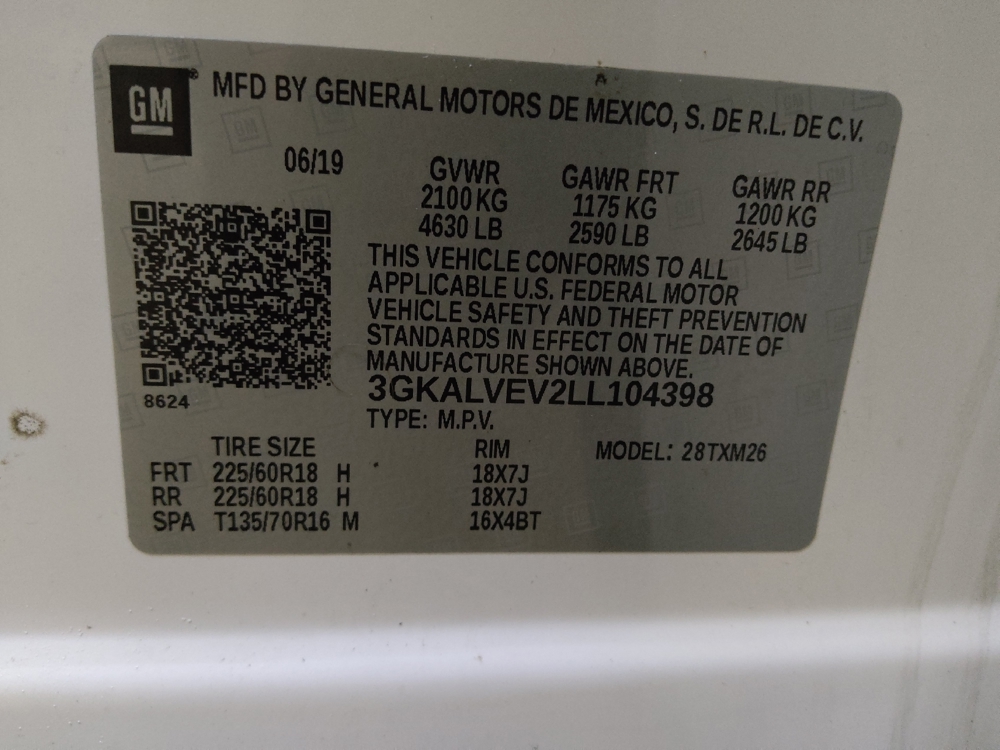 GM
MFD BY GENERAL MOTORS DE MEXICO, S. DE R.L. DE C.V.
06/19
GVWR GAWR FRT GAWR RR
2100 KG 1175 KG 1200 KG
4630 LB 2590 LB 2645 LB
THIS VEHICLE CONFORMS TO ALL
APPLICABLE U.S. FEDERAL MOTOR
VEHICLE SAFETY AND THEFT PREVENTION
STANDARDS IN EFFECT ON THE DATE OF
MANUFACTURE SHOWN ABOVE.
3GKALVEV2LL104398
8624
TYPE: M.P.V.
TIRE SIZE RIM MODEL: 28TXM26
FRT 225/60R18 H 18X7J
RR 225/60R18 H 18X7J
SPA T135/70R16 M 16X4BT